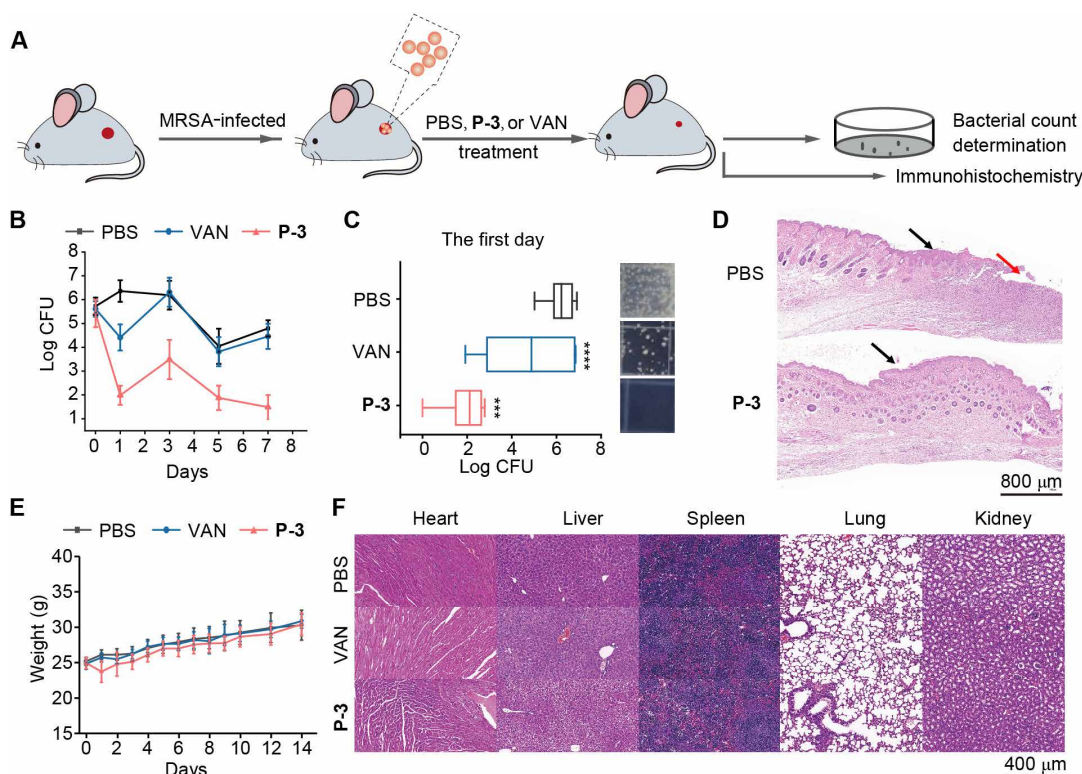 A
MRSA-infected
PBS, P-3, or VAN
treatment
Bacterial count
determination
Immunohistochemistry
B
PBS VAN P-3
Log CFU
8
7
6
5
4
3
2
1
0 1 2 3 4 5 6 7 8
Days
C
The first day
PBS
VAN
****
P-3
***
0 2 4 6 8
Log CFU
D
PBS
P-3
800 μm
E
PBS VAN P-3
Weight (g)
40
35
30
25
20
15
0 2 4 6 8 10 12 14
Days
F
Heart Liver Spleen Lung Kidney
PBS
VAN
P-3
400 μm